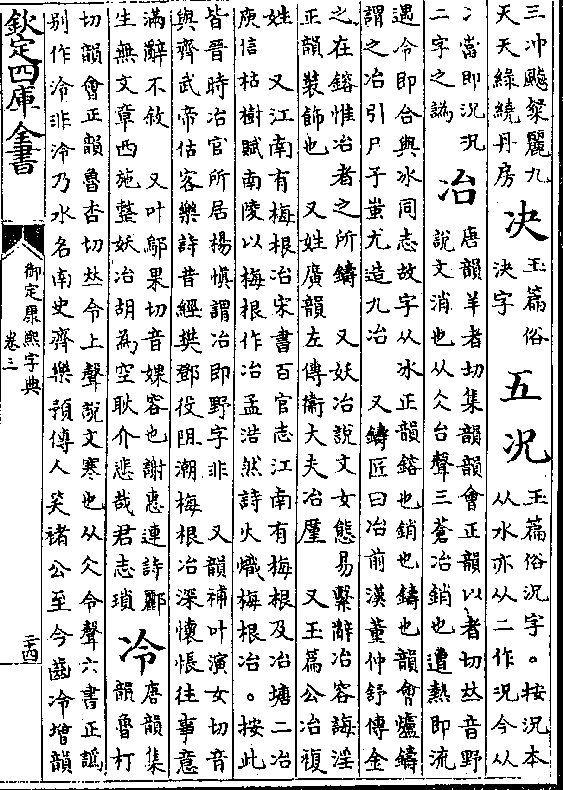 三沖飈粲麗九
天天綠繞丹房
决
玉篇俗
決字
五况
玉篇俗況字。按況本
从水亦从二作况今从
冫當即況况
二字之譌
冶
唐韻羊者切集韻韻會正韻以者切𠀤音野
說文消也从仌台聲三蒼冶銷也遭熱即流
遇令即合與冰同志故字从冰正韻鎔也銷也鑄也韻會爐鑄
謂之冶引尸子蚩尤造九冶 又鑄匠曰冶前漢董仲舒傳金
之在鎔惟冶者之所鑄 又妖冶說文女態易繫辭冶容誨淫
正韻裝飾也 又姓廣韻左傳衞大夫冶廑 又玉篇公冶複
姓 又江南有梅根冶宋書百官志江南有梅根及冶塘二冶
庾信枯樹賦南陵以梅根作冶孟浩然詩火熾梅根冶。按此
皆晉時冶官所居楊慎謂冶即野字非 又韻補叶演女切音
與齊武帝估客樂詩昔經樊鄧役阻潮梅根冶深懷悵往事意
滿辭不敘 又叶鄔果切音婐容也謝惠連詩酈
生無文章西施整妖冶胡為空耿介悲哉君志瑣
冷
唐韻集
韻魯打
切韻會正韻魯杏切𠀤令上聲說文寒也从仌令聲六書正譌
别作泠非泠乃水名南史齊樂預傳人笑褚公至今齒冷增韻
欽定四庫全書
御定康熙字典
卷三
三四